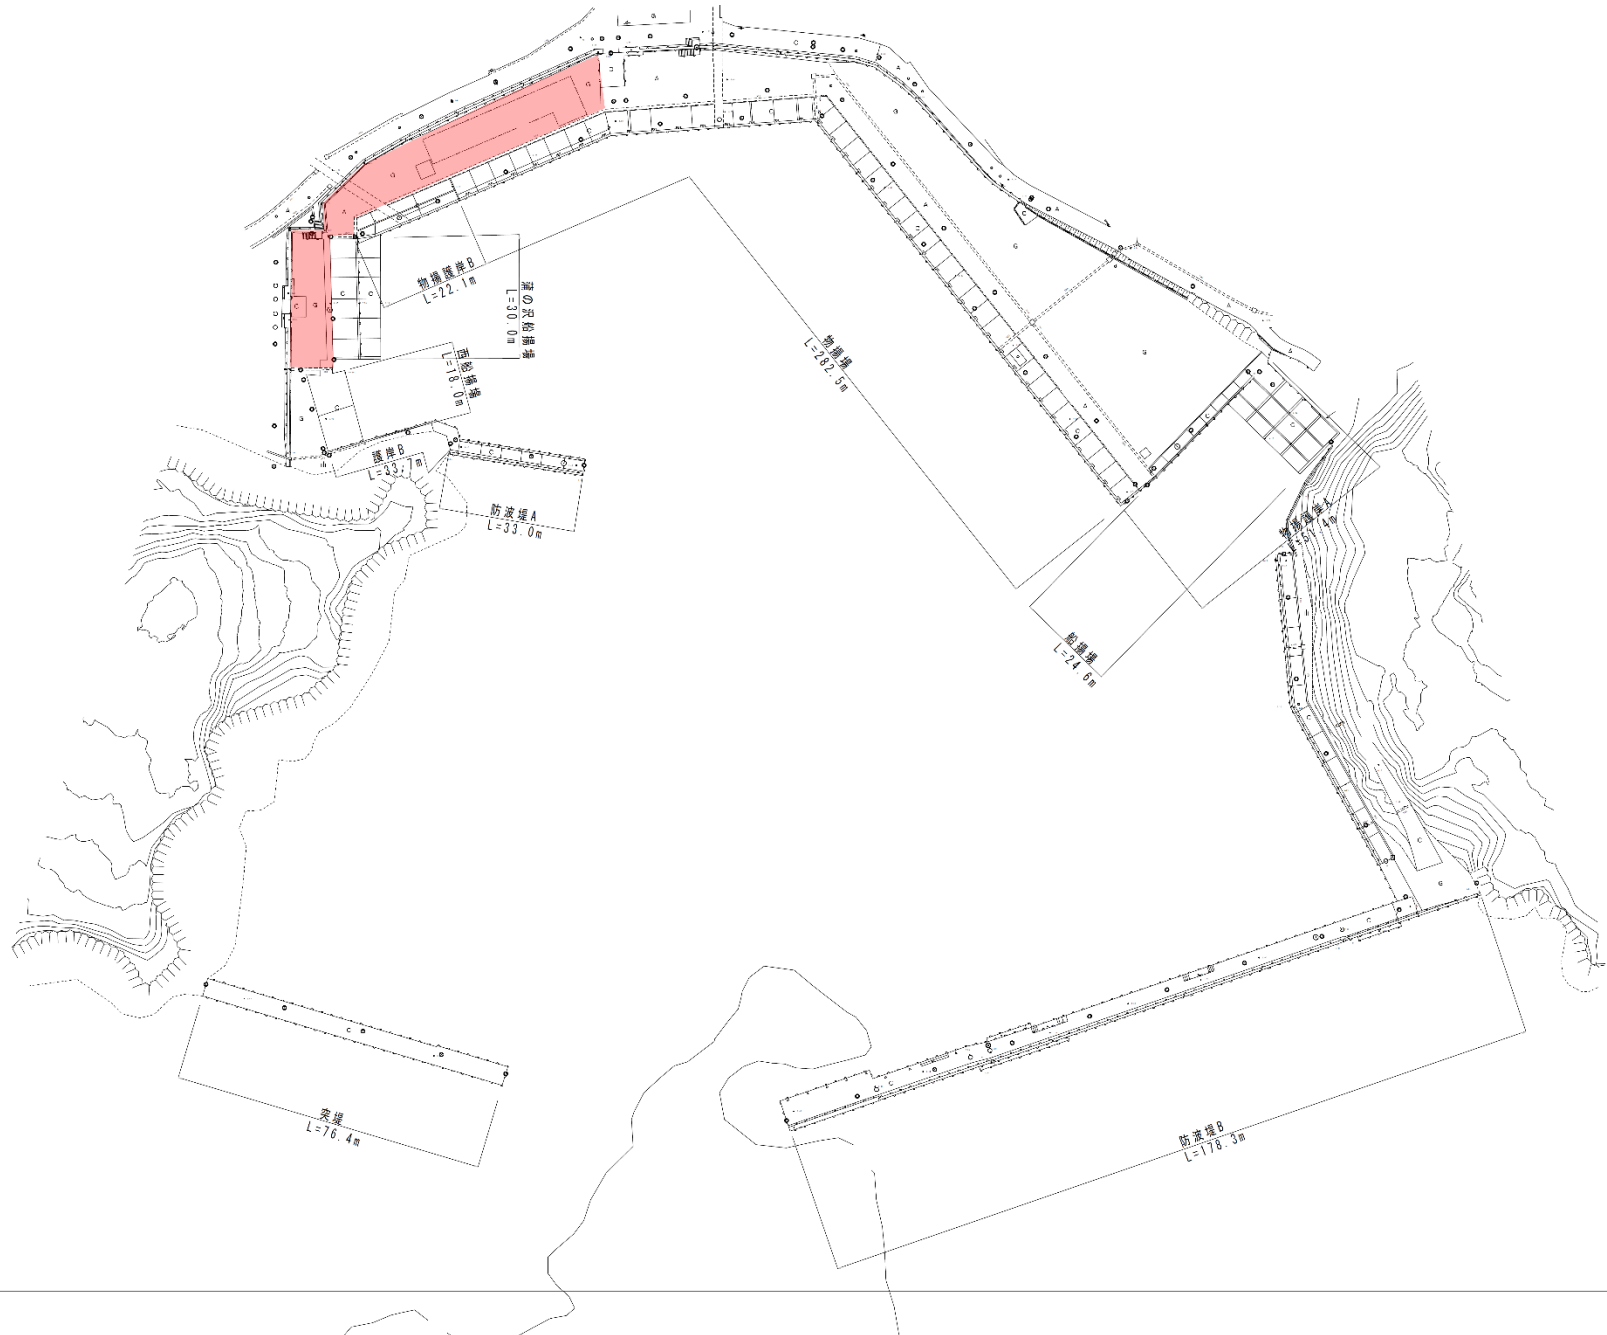 物揚護岸B
L=22.1m
蒲の沢船揚場
L=30.0m
西船揚場
L=18.0m
護岸B
L=33.7m
防波堤A
L=33.0m
物揚場
L=282.5m
物揚護岸A
船揚場
L=24.6m
突堤
L=76.4m
防波堤B
L=178.3m